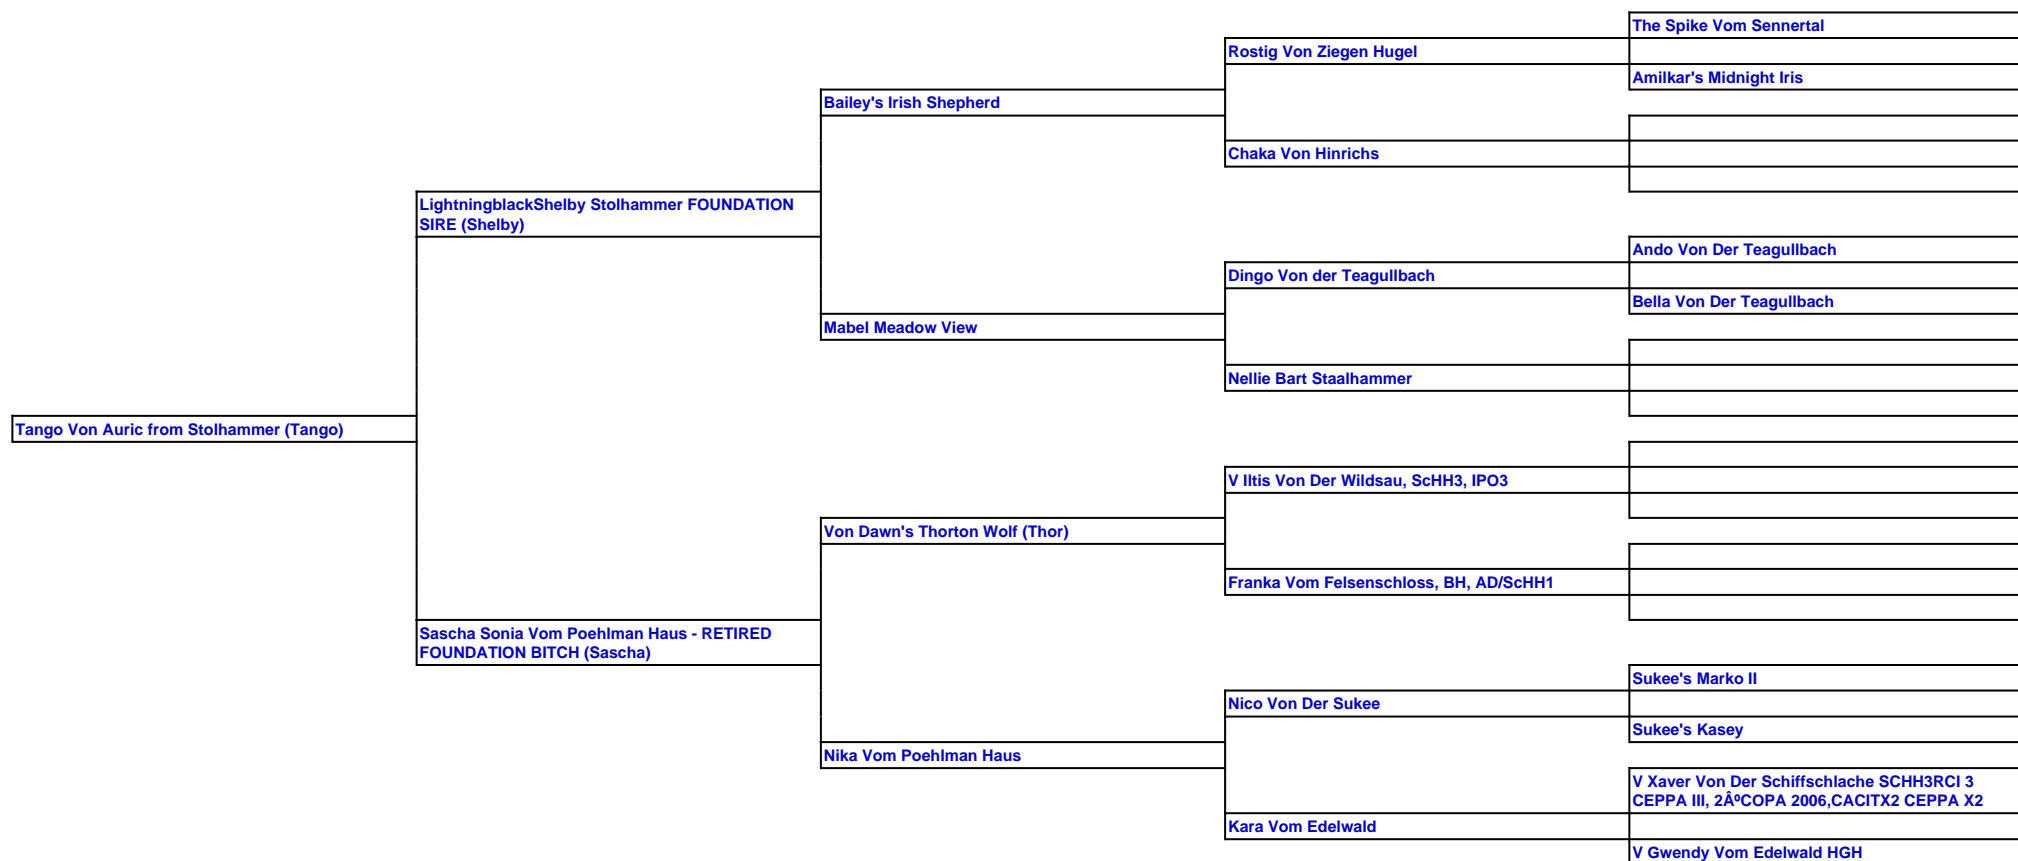 The Spike Vom Sennertal
Rostig Von Ziegen Hugel
Amilkar's Midnight Iris
Bailey's Irish Shepherd
Chaka Von Hinrichs
LightningblackShelby Stolhammer FOUNDATION
SIRE (Shelby)
Ando Von Der Teagullbach
Dingo Von der Teagullbach
Bella Von Der Teagullbach
Mabel Meadow View
Nellie Bart Staalhammer
Tango Von Auric from Stolhammer (Tango)
V Iltis Von Der Wildsau, ScHH3, IPO3
Von Dawn's Thorton Wolf (Thor)
Franka Vom Felsenschloss, BH, AD/ScHH1
Sascha Sonia Vom Poehlman Haus - RETIRED
FOUNDATION BITCH (Sascha)
Sukee's Marko II
Nico Von Der Sukee
Sukee's Kasey
Nika Vom Poehlman Haus
V Xaver Von Der Schiffschlache SCHH3RCI 3
CEPPA III, 2ÂºCOPA 2006,CACITX2 CEPPA X2
Kara Vom Edelwald
V Gwendy Vom Edelwald HGH